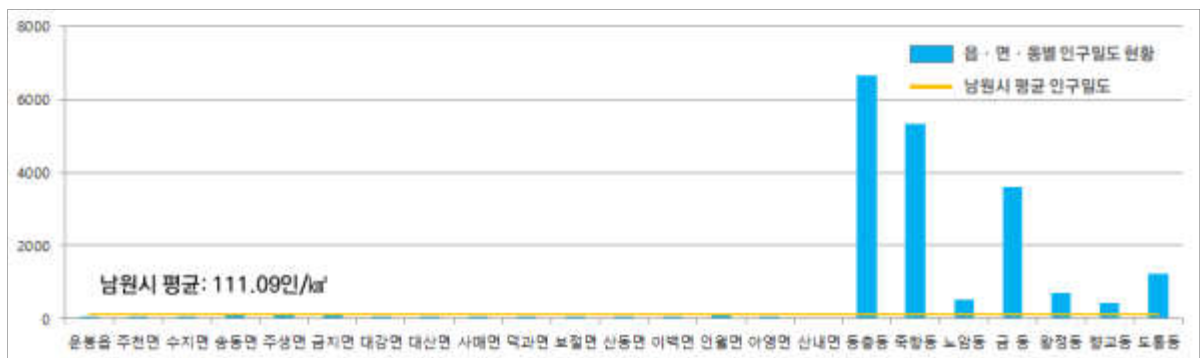 8000
6000
4000
2000
0
읍 · 면 · 동별 인구밀도 현황
남원시 평균 인구밀도
남원시 평균: 111.09인/㎢
운봉읍 주천면 수지면 송동면 주생면 금지면 대강면 대산면 사매면 덕과면 보절면 산동면 이백면 인월면 아영면 산내면 동충동 죽항동 노암동 금 동 왕정동 향교동 도통동